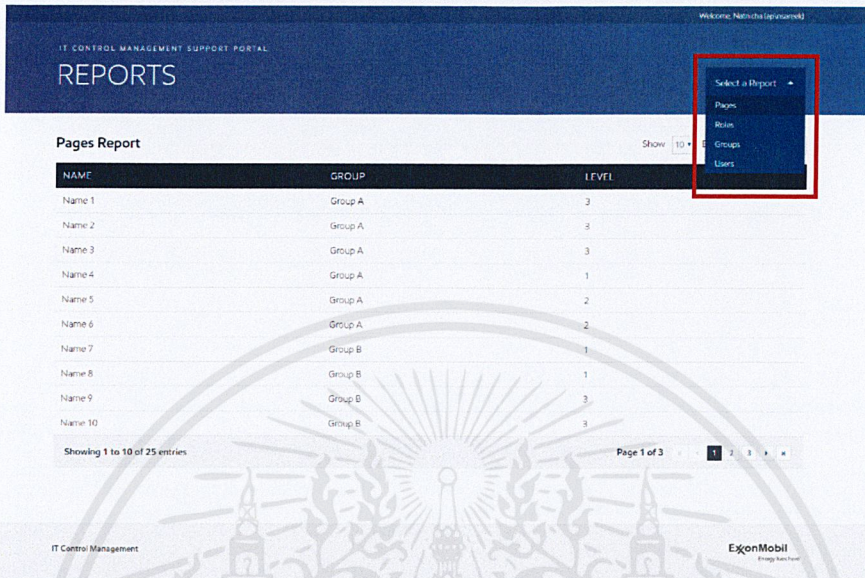 Welcome, Natnicha
IT CONTROL MANAGEMENT SUPPORT PORTAL
REPORTS
Select a Report
Pages
Roles
Groups
Users
Pages Report
Show 10 E
NAME GROUP LEVEL
Name 1 Group A 3
Name 2 Group A 3
Name 3 Group A 3
Name 4 Group A 1
Name 5 Group A 2
Name 6 Group A 2
Name 7 Group B 1
Name 8 Group B 1
Name 9 Group B 3
Name 10 Group B 3
Showing 1 to 10 of 25 entries
Page 1 of 3 « ‹ 1 2 3 › »
IT Control Management
ExxonMobil
Energy lives here